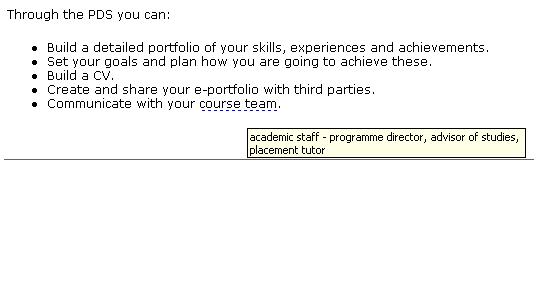 Through the PDS you can:
Build a detailed portfolio of your skills, experiences and achievements.
Set your goals and plan how you are going to achieve these.
Build a CV.
Create and share your e-portfolio with third parties.
Communicate with your course team.
academic staff - programme director, advisor of studies,
placement tutor